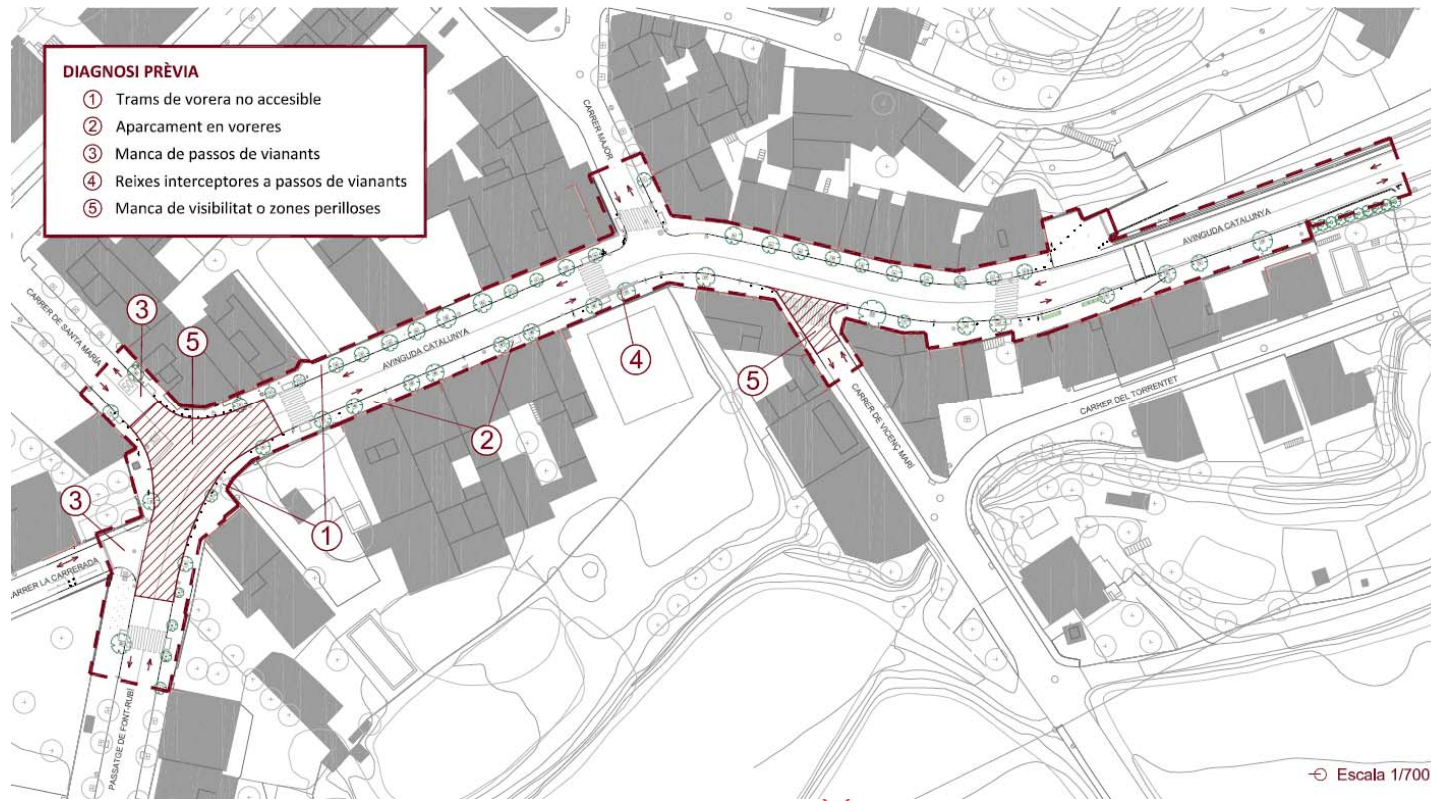 DIAGNOSI PRÈVIA
1 Trams de vorera no accesible
2 Aparcament en voreres
3 Manca de passos de vianants
4 Reixes interceptores a passos de vianants
5 Manca de visibilitat o zones perilloses
CARRER MAJOR
AVINGUDA CATALUNYA
CARRER DE SANTA MARIA
3
5
AVINGUDA CATALUNYA
4
5
2
CARRER DEL TORRENTET
CARRER DE VICENÇ MARÍ
3
1
CARRER LA CARRERADA
PASSATGE DE FONT-RUBÍ
Escala 1/700